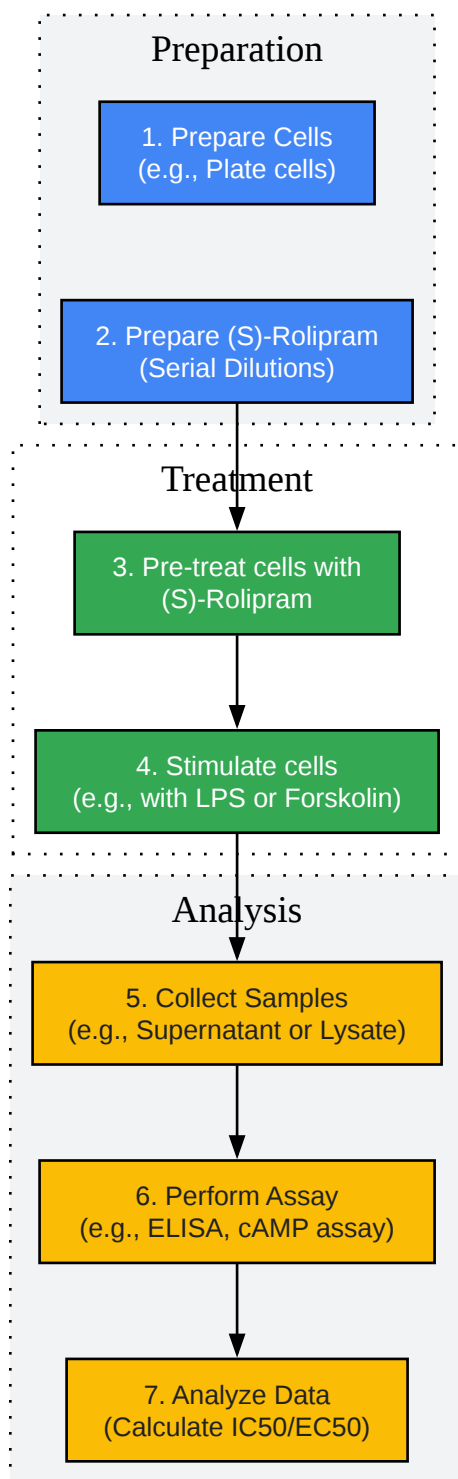 Preparation
1. Prepare Cells
(e.g., Plate cells)
2. Prepare (S)-Rolipram
(Serial Dilutions)
Treatment
3. Pre-treat cells with
(S)-Rolipram
4. Stimulate cells
(e.g., with LPS or Forskolin)
Analysis
5. Collect Samples
(e.g., Supernatant or Lysate)
6. Perform Assay
(e.g., ELISA, cAMP assay)
7. Analyze Data
(Calculate IC50/EC50)